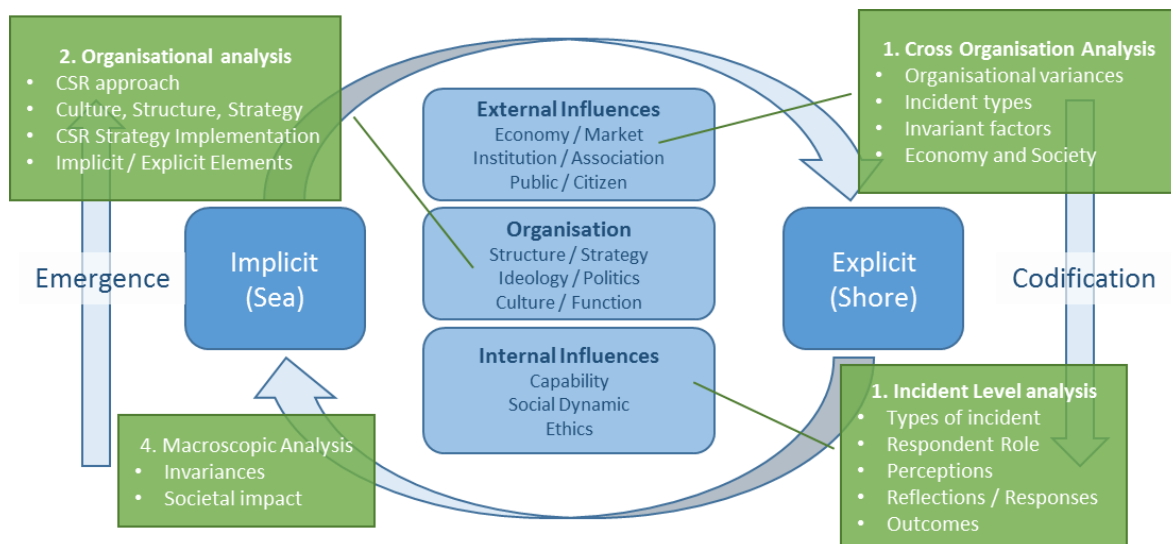 2. Organisational analysis
• CSR approach
• Culture, Structure, Strategy
• CSR Strategy Implementation
• Implicit / Explicit Elements
1. Cross Organisation Analysis
• Organisational variances
• Incident types
• Invariant factors
• Economy and Society
External Influences
Economy / Market
Institution / Association
Public / Citizen
Organisation
Structure / Strategy
Ideology / Politics
Culture / Function
Internal Influences
Capability
Social Dynamic
Ethics
Emergence
Implicit
(Sea)
Explicit
(Shore)
Codification
4. Macroscopic Analysis
• Invariances
• Societal impact
1. Incident Level analysis
• Types of incident
• Respondent Role
• Perceptions
• Reflections / Responses
• Outcomes